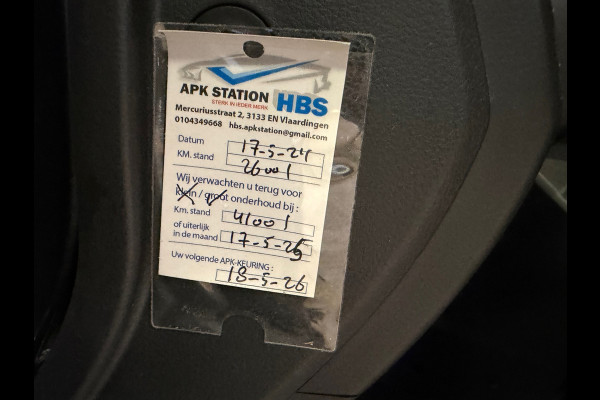 APK STATION HBS
STERK IN IEDER MERK
Mercuriusstraat 2, 3133 EN Vlaardingen
0104349668 hbs.apkstation@gmail.com
Datum 17-5-24
KM. stand 26001
Wij verwachten u terug voor
klein / groot onderhoud bij :
Km. stand 41001
of uiterlijk
in de maand 17-5-25
Uw volgende APK-KEURING :
18-5-26